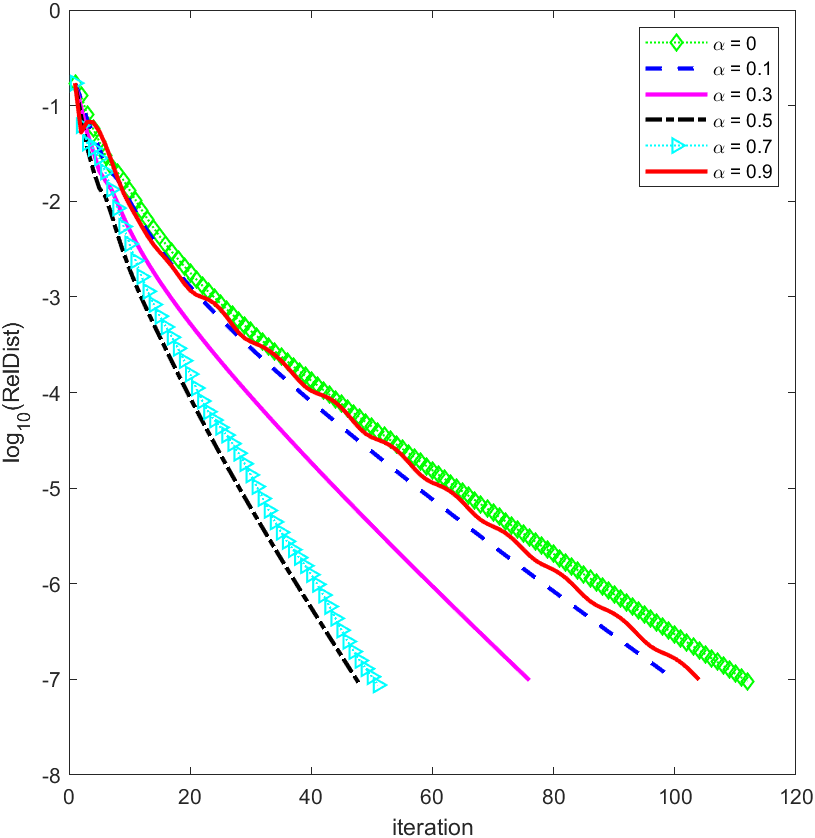 0
-1
-2
-3
-4
-5
-6
-7
-8
log10(RelDist)
0 20 40 60 80 100 120
iteration
α = 0
α = 0.1
α = 0.3
α = 0.5
α = 0.7
α = 0.9